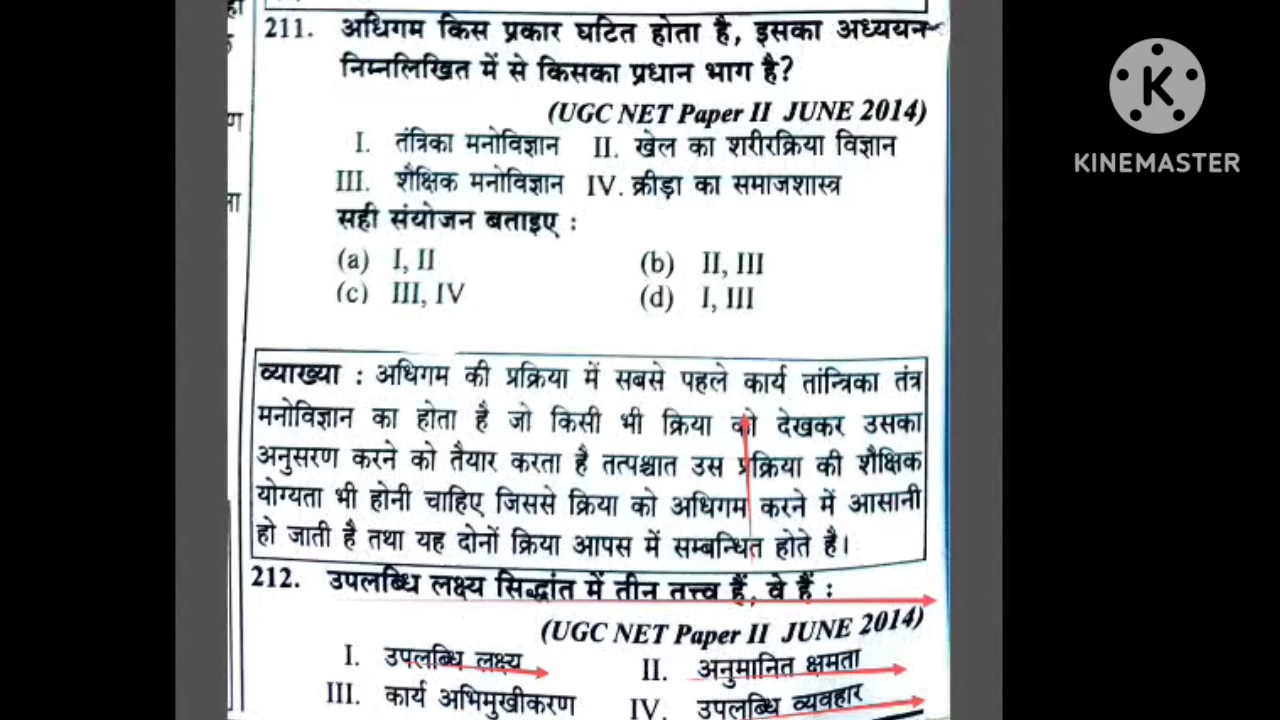 211. अधिगम किस प्रकार घटित होता है, इसका अध्ययन
निम्नलिखित में से किसका प्रधान भाग है?
(UGC NET Paper II JUNE 2014)
I. तंत्रिका मनोविज्ञान II. खेल का शरीरक्रिया विज्ञान
III. शैक्षिक मनोविज्ञान IV. क्रीड़ा का समाजशास्त्र
सही संयोजन बताइए :
(a) I, II (b) II, III
(c) III, IV (d) I, III
व्याख्या : अधिगम की प्रक्रिया में सबसे पहले कार्य तांन्त्रिका तंत्र
मनोविज्ञान का होता है जो किसी भी क्रिया को देखकर उसका
अनुसरण करने को तैयार करता है तत्पश्चात उस प्रक्रिया की शैक्षिक
योग्यता भी होनी चाहिए जिससे क्रिया को अधिगम करने में आसानी
हो जाती है तथा यह दोनों क्रिया आपस में सम्बन्धित होते है।
212. उपलब्धि लक्ष्य सिद्धांत में तीन तत्त्व हैं, वे हैं :
(UGC NET Paper II JUNE 2014)
I. उपलब्धि लक्ष्य II. अनुमानित क्षमता
III. कार्य अभिमुखीकरण IV. उपलब्धि व्यवहार
K
KINEMASTER